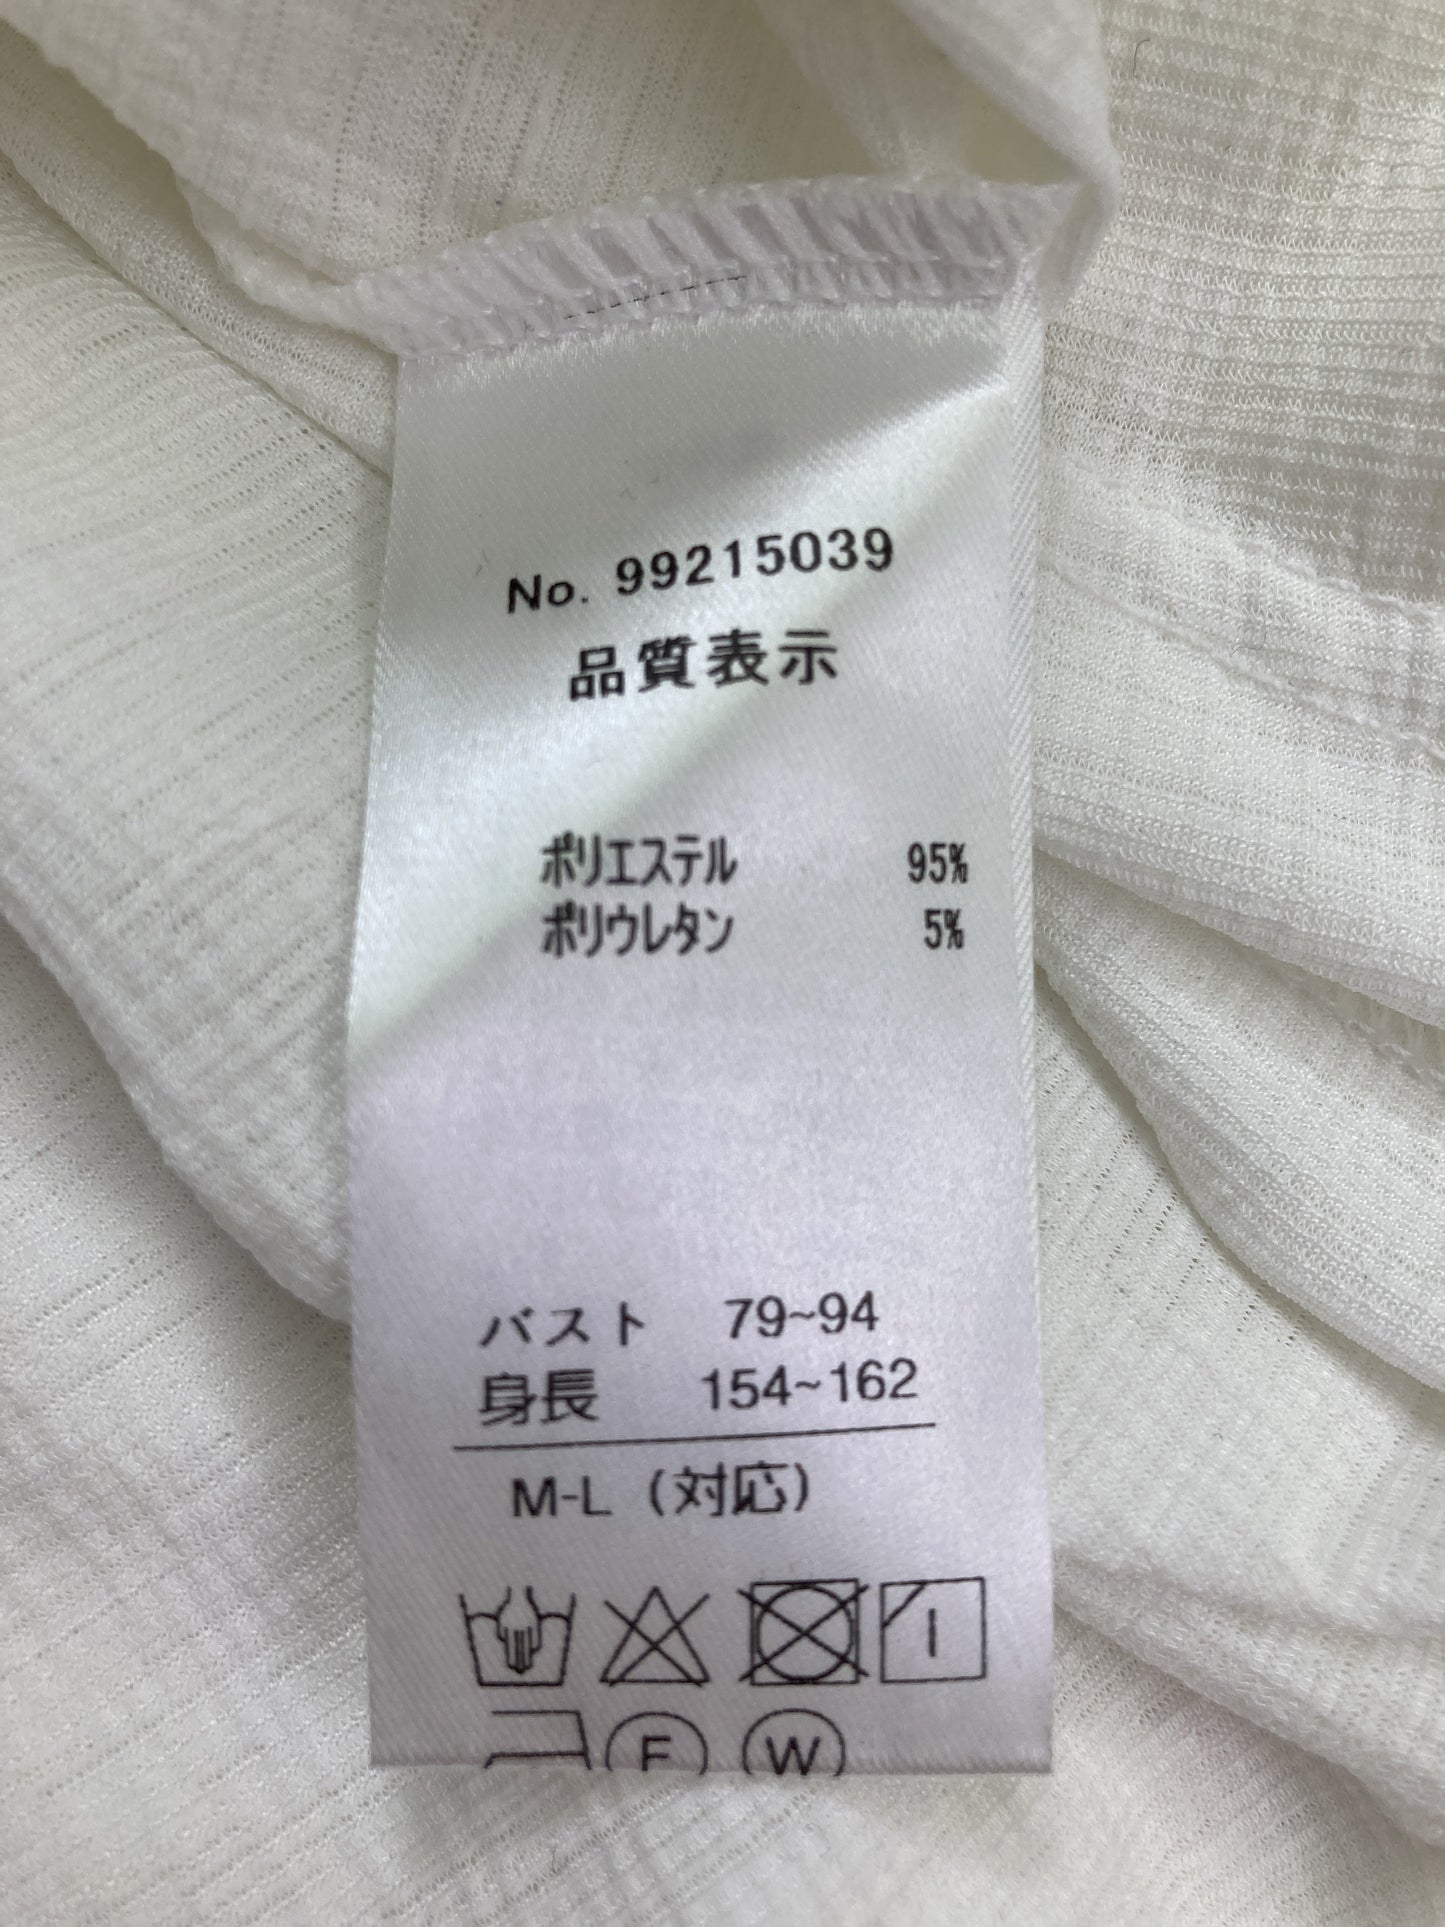 No. 99215039
品質表示
ポリエステル 95%
ポリウレタン 5%
バスト 79~94
身長 154~162
M-L (対応)
F W